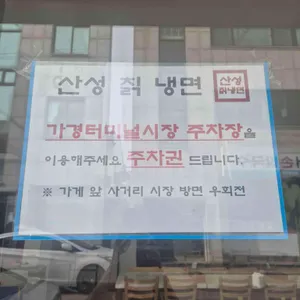 산성 칡 냉면
산성
칡냉면
가경터미널시장 주차장을
이용해주세요 주차권 드립니다.
※ 가게 앞 사거리 시장 방면 우회전